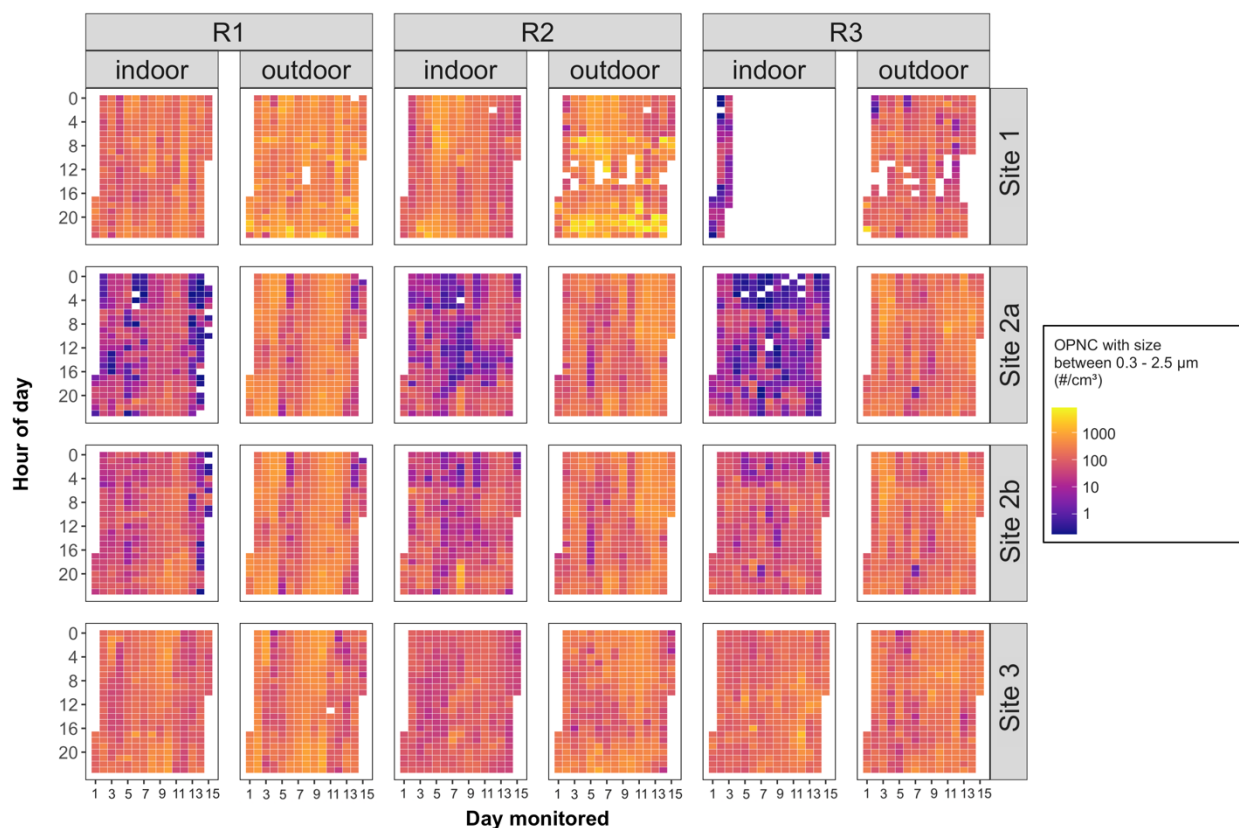 R1 R2 R3
indoor outdoor indoor outdoor indoor outdoor
0
4
8
12
16
20
Site 1
0
4
8
12
16
20
Site 2a
0
4
8
12
16
20
Site 2b
0
4
8
12
16
20
Site 3
Hour of day
1 3 5 7 9 11 13 15 1 3 5 7 9 11 13 15 1 3 5 7 9 11 13 15 1 3 5 7 9 11 13 15 1 3 5 7 9 11 13 15 1 3 5 7 9 11 13 15
Day monitored
OPNC with size
between 0.3 - 2.5 µm
(#/cm³)
1000
100
10
1